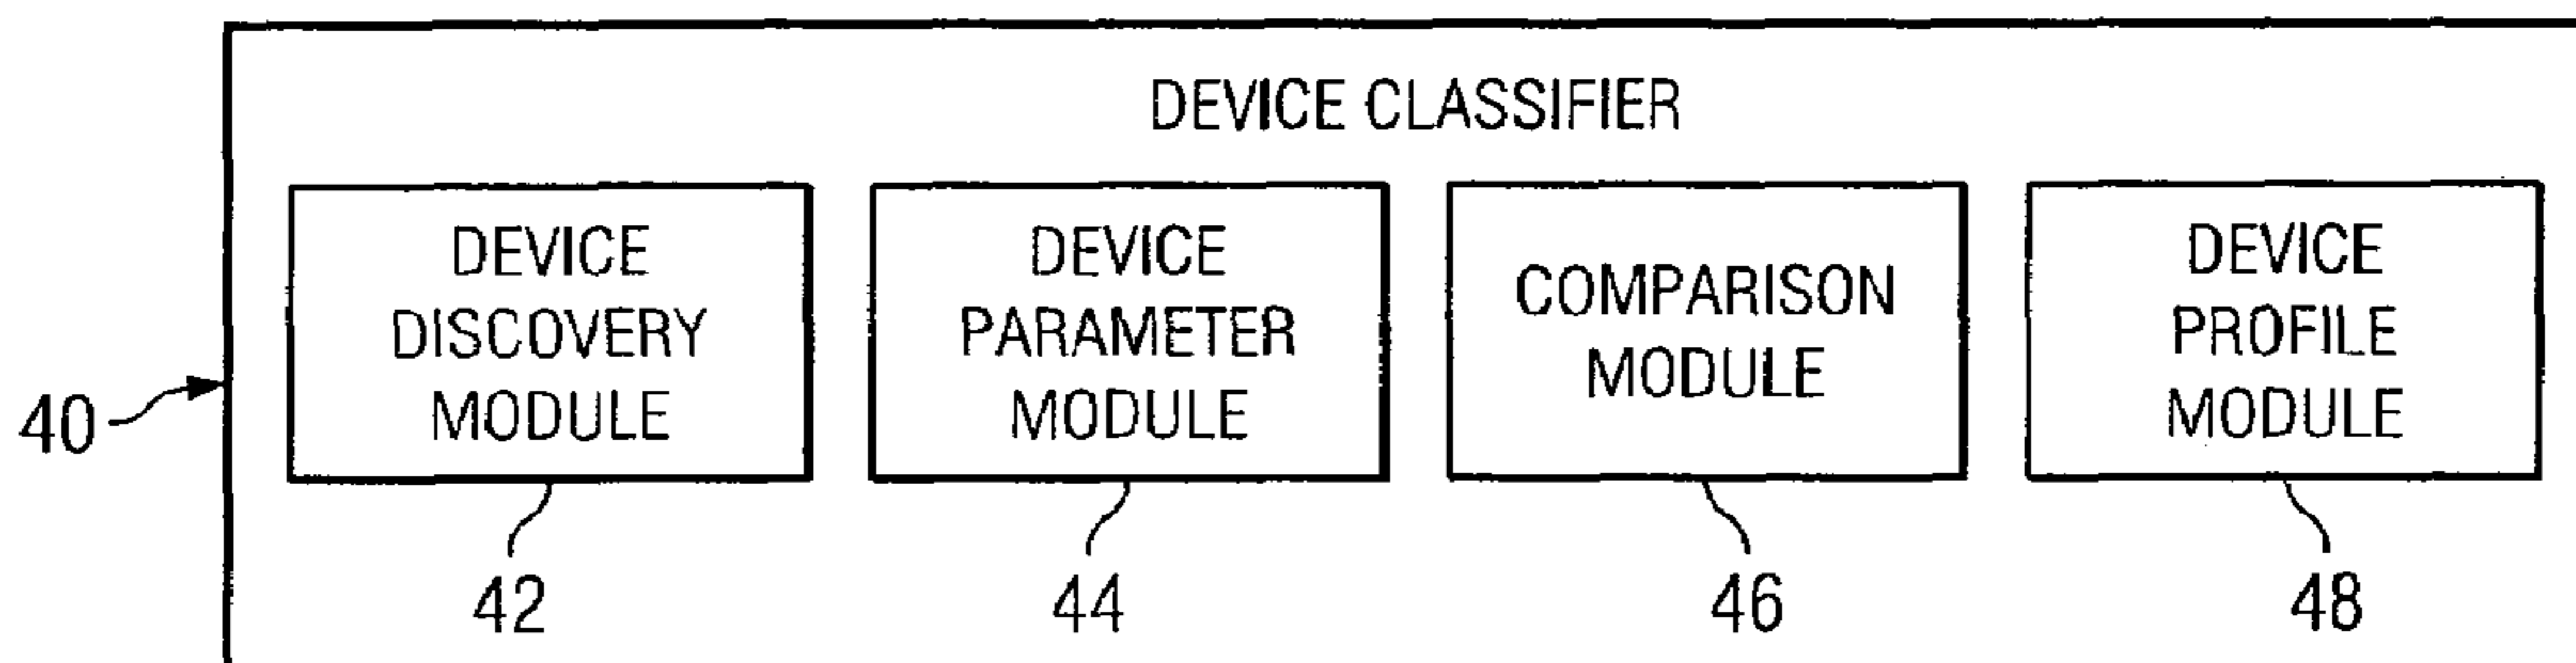 DEVICE CLASSIFIER
DEVICE
DISCOVERY
MODULE
DEVICE
PARAMETER
MODULE
COMPARISON
MODULE
DEVICE
PROFILE
MODULE
40
42
44
46
48